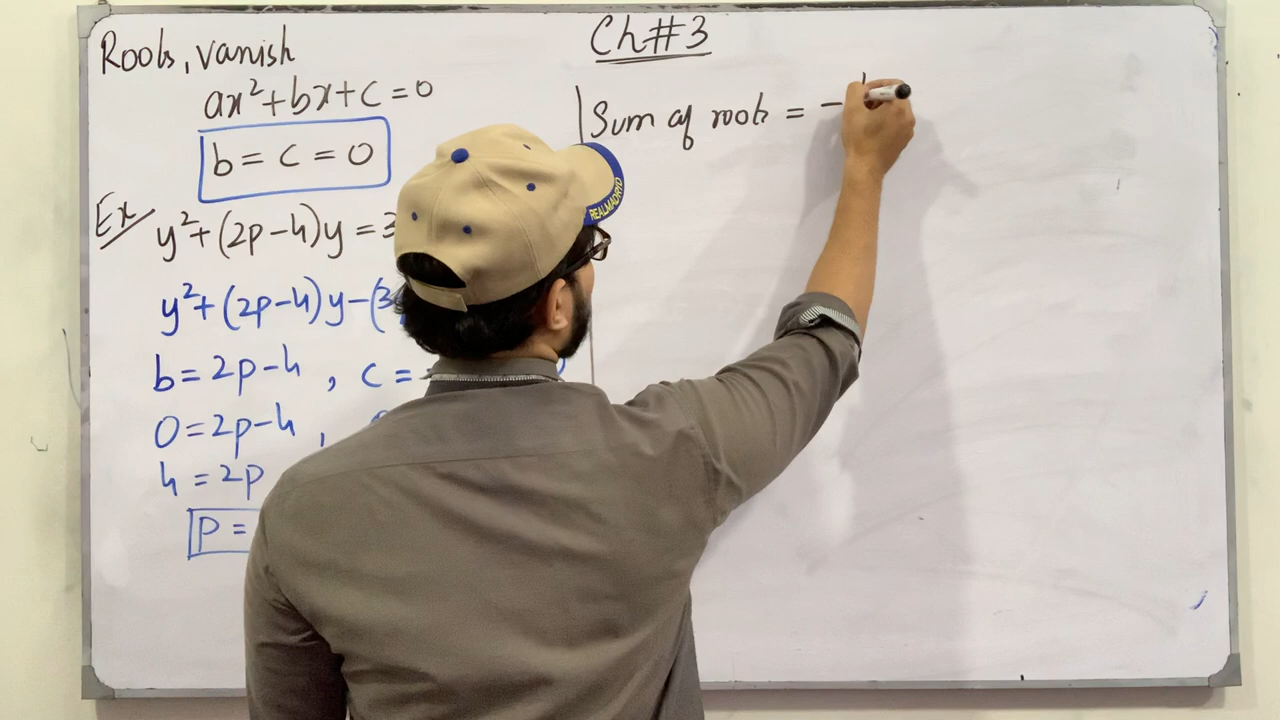 Roots, vanish
ax²+bx+c=0
b = c = 0
Ex
y²+(2p-4)y = 3
y²+(2p-4)y-(3
b=2p-4, c=
0=2p-4,
4=2p
p=
Ch#3
Sum of roots = -
REALMADRID